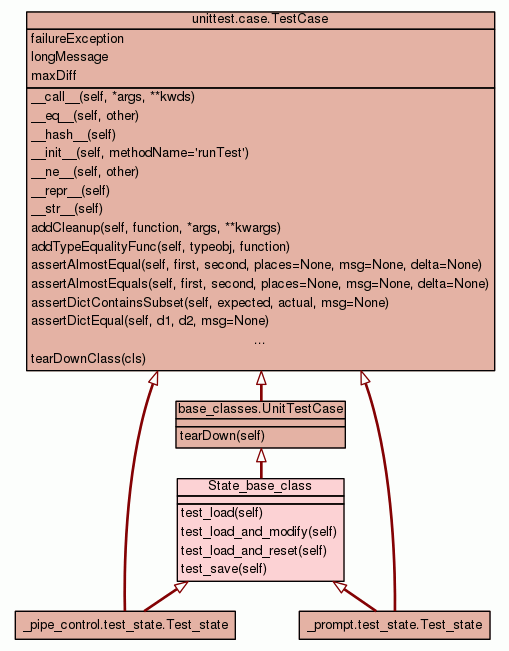 unittest.case.TestCase
failureException
longMessage
maxDiff
__call__(self, *args, **kwds)
__eq__(self, other)
__hash__(self)
__init__(self, methodName='runTest')
__ne__(self, other)
__repr__(self)
__str__(self)
addCleanup(self, function, *args, **kwargs)
addTypeEqualityFunc(self, typeobj, function)
assertAlmostEqual(self, first, second, places=None, msg=None, delta=None)
assertAlmostEquals(self, first, second, places=None, msg=None, delta=None)
assertDictContainsSubset(self, expected, actual, msg=None)
assertDictEqual(self, d1, d2, msg=None)
...
tearDownClass(cls)
base_classes.UnitTestCase
tearDown(self)
State_base_class
test_load(self)
test_load_and_modify(self)
test_load_and_reset(self)
test_save(self)
_pipe_control.test_state.Test_state
_prompt.test_state.Test_state